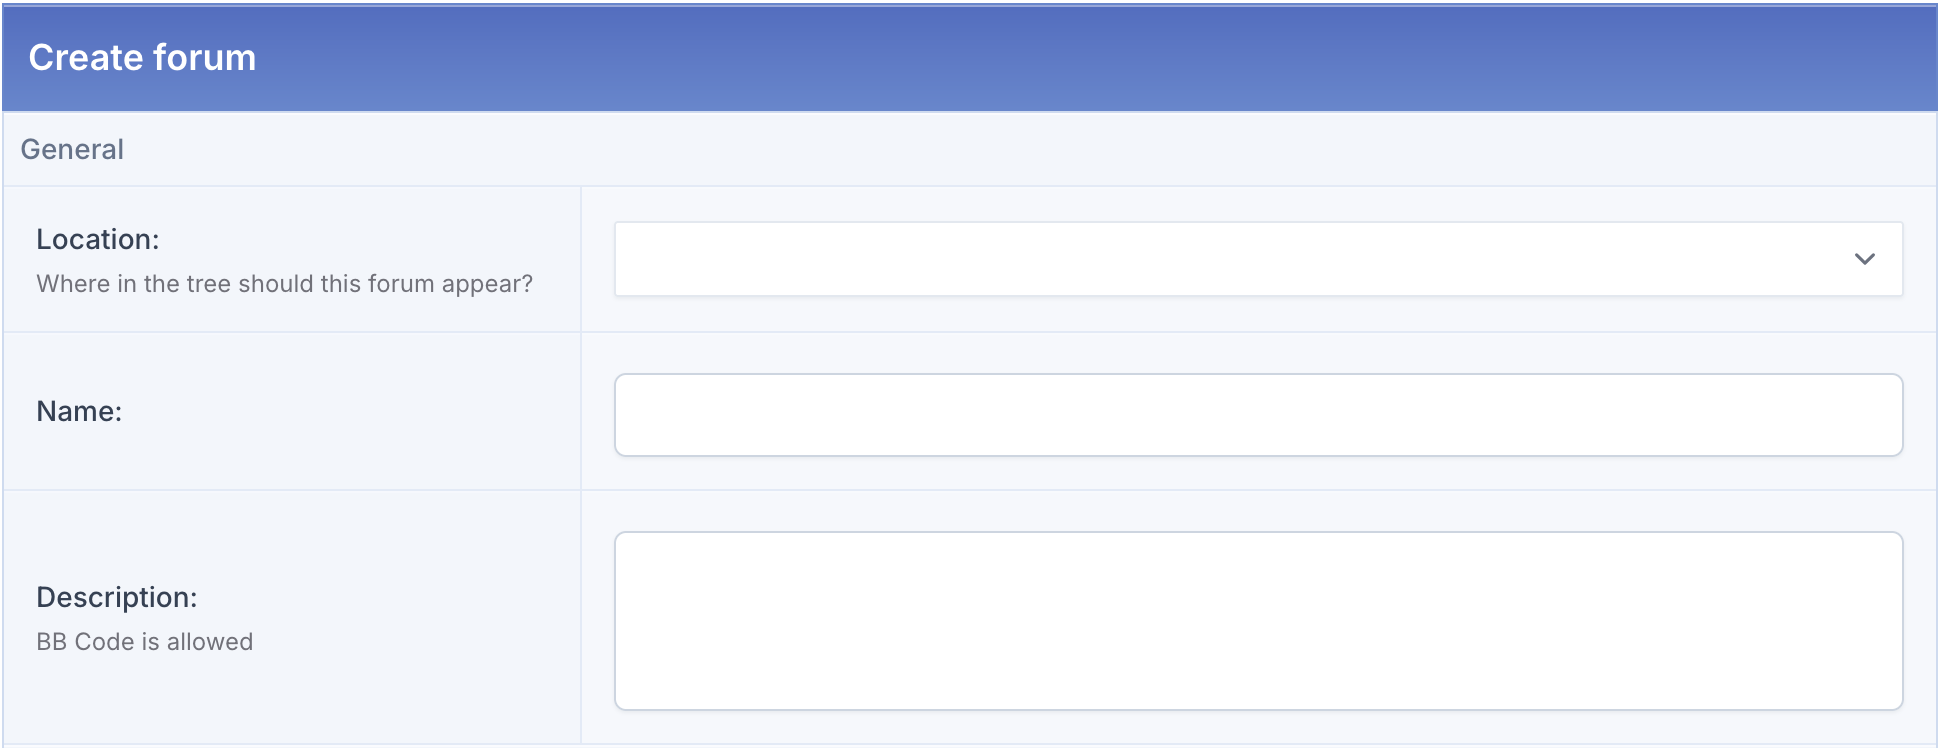 Create forum
General
Location:
Where in the tree should this forum appear?
Name:
Description:
BB Code is allowed